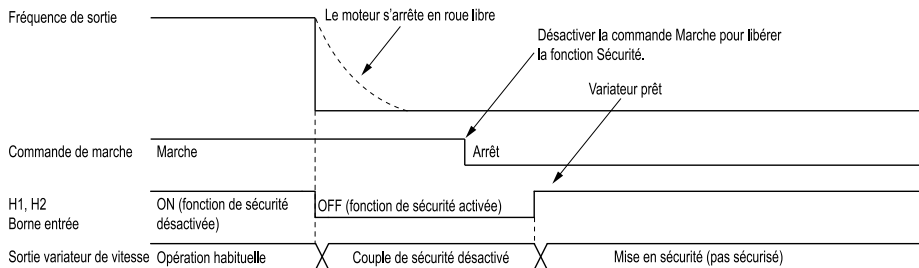 Fréquence de sortie
Le moteur s’arrête en roue libre
Désactiver la commande Marche pour libérer
la fonction Sécurité.
Variateur prêt
Commande de marche
Marche
Arrêt
H1, H2
Borne entrée
ON (fonction de sécurité
désactivée)
OFF (fonction de sécurité activée)
Sortie variateur de vitesse
Opération habituelle
Couple de sécurité désactivé
Mise en sécurité (pas sécurisé)